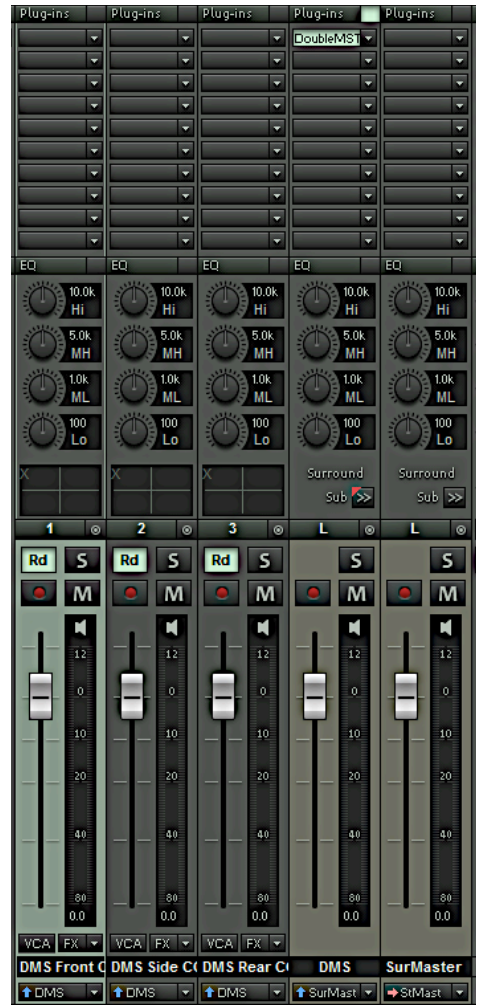 Plug-ins Plug-ins Plug-ins Plug-ins Plug-ins
DoubleMST
EQ EQ EQ EQ EQ
10.0k 10.0k 10.0k 10.0k 10.0k
Hi Hi Hi Hi Hi
5.0k 5.0k 5.0k 5.0k 5.0k
MH MH MH MH MH
1.0k 1.0k 1.0k 1.0k 1.0k
ML ML ML ML ML
100 100 100 100 100
Lo Lo Lo Lo Lo
X X X Surround Surround
Sub >> Sub >>
1 2 3 L L
Rd S Rd S Rd S S S
M M M M M
12 12 12 12 12
0 0 0 0 0
10 10 10 10 10
20 20 20 20 20
40 40 40 40 40
80 80 80 80 80
0.0 0.0 0.0 0.0 0.0
VCA FX VCA FX VCA FX
DMS Front C DMS Side C DMS Rear C DMS SurMaster
DMS DMS DMS SurMast StMast